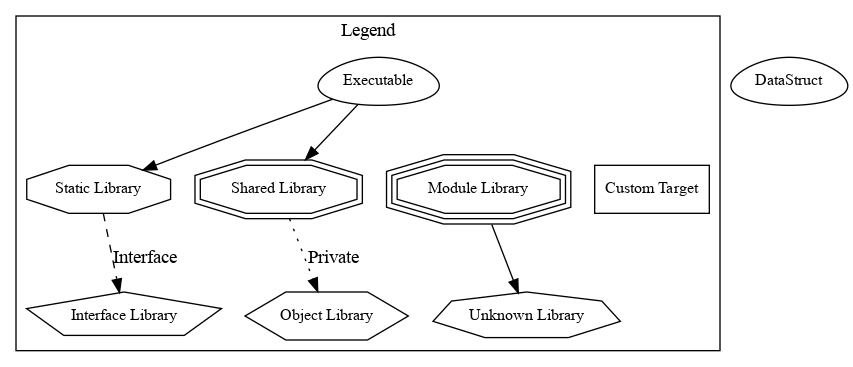 Legend
Executable
DataStruct
Static Library
Shared Library
Module Library
Custom Target
Interface
Private
Interface Library
Object Library
Unknown Library